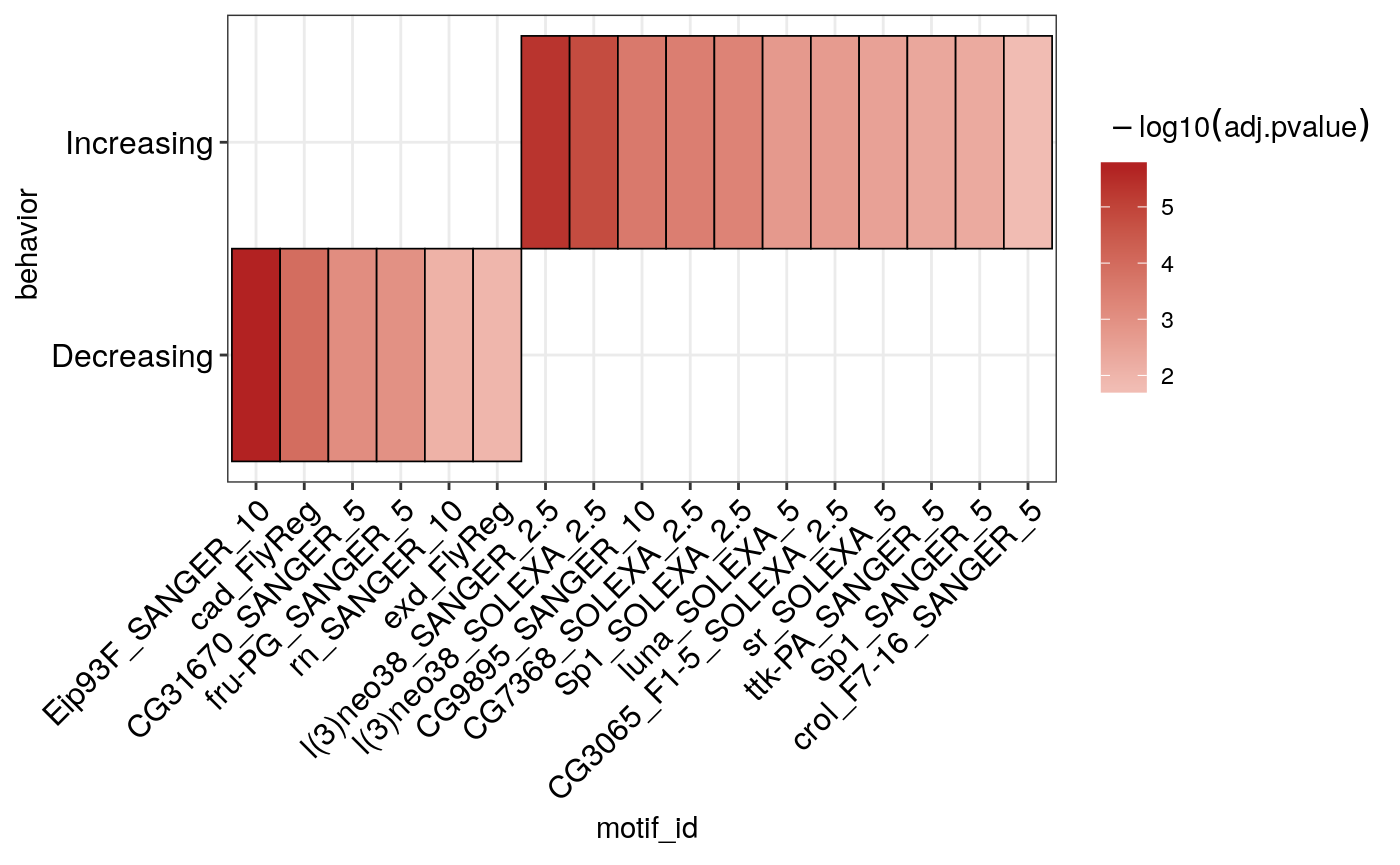 behavior
Increasing
Decreasing
Eip93F_SANGER_10
cad_FlyReg
CG31670_SANGER_5
fru-PG_SANGER_5
rn_SANGER_10
exd_FlyReg
l(3)neo38_SANGER_2.5
l(3)neo38_SOLEXA_2.5
CG9895_SANGER_10
CG7368_SOLEXA_2.5
Sp1_SOLEXA_2.5
luna_SOLEXA_5
CG3065_F1-5_SOLEXA_2.5
sr_SOLEXA_5
ttk-PA_SANGER_5
Sp1_SANGER_5
crol_F7-16_SANGER_5
motif_id
− log10(adj.pvalue)
5
4
3
2